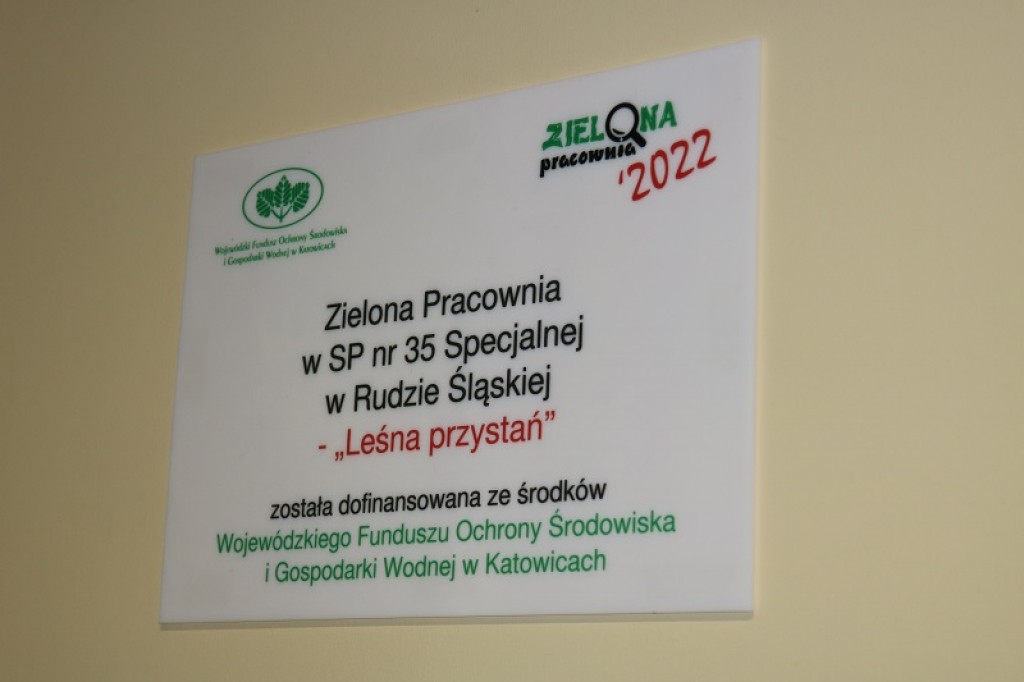 Wojewódzki Fundusz Ochrony Środowiska
i Gospodarki Wodnej w Katowicach
ZIELONA
pracownia
'2022
Zielona Pracownia
w SP nr 35 Specjalnej
w Rudzie Śląskiej
- „Leśna przystań”
została dofinansowana ze środków
Wojewódzkiego Funduszu Ochrony Środowiska
i Gospodarki Wodnej w Katowicach